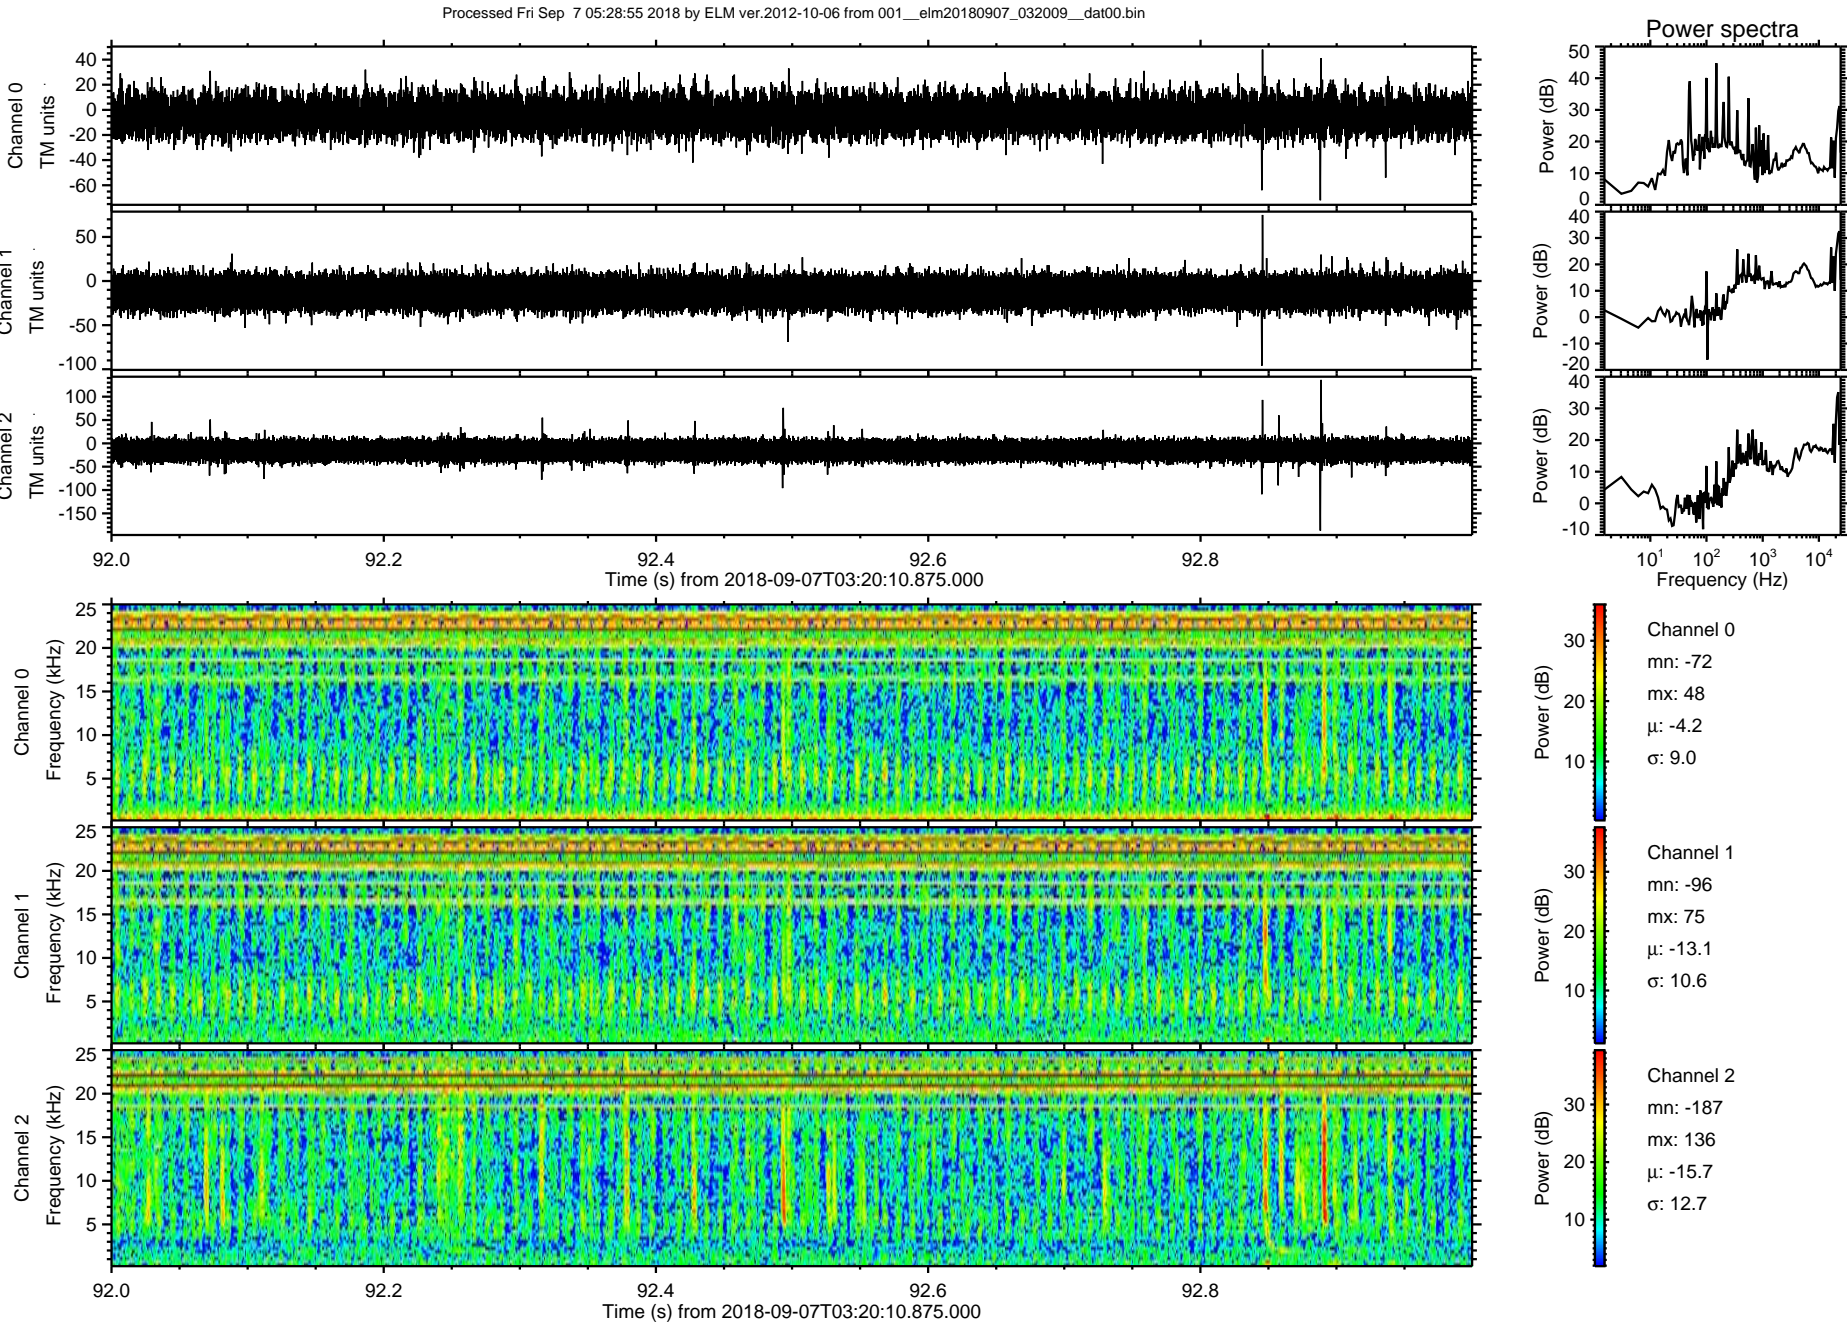 Processed Fri Sep 7 05:28:55 2018 by ELM ver.2012-10-06 from 001__elm20180907_032009__dat00.bin
Power spectra
Channel 0
TM units
40
20
0
-20
-40
-60
Power (dB)
50
40
30
20
10
0
Channel 1
TM units
50
0
-50
-100
Power (dB)
40
30
20
10
0
-10
-20
Channel 2
TM units
100
50
0
-50
-100
-150
Power (dB)
40
30
20
10
0
-10
92.0 92.2 92.4 92.6 92.8
Time (s) from 2018-09-07T03:20:10.875.000
10¹ 10² 10³ 10⁴
Frequency (Hz)
Channel 0
Frequency (kHz)
25
20
15
10
5
Power (dB)
30
20
10
Channel 0
mn: -72
mx: 48
μ: -4.2
σ: 9.0
Channel 1
Frequency (kHz)
25
20
15
10
5
Power (dB)
30
20
10
Channel 1
mn: -96
mx: 75
μ: -13.1
σ: 10.6
Channel 2
Frequency (kHz)
25
20
15
10
5
Power (dB)
30
20
10
Channel 2
mn: -187
mx: 136
μ: -15.7
σ: 12.7
92.0 92.2 92.4 92.6 92.8
Time (s) from 2018-09-07T03:20:10.875.000